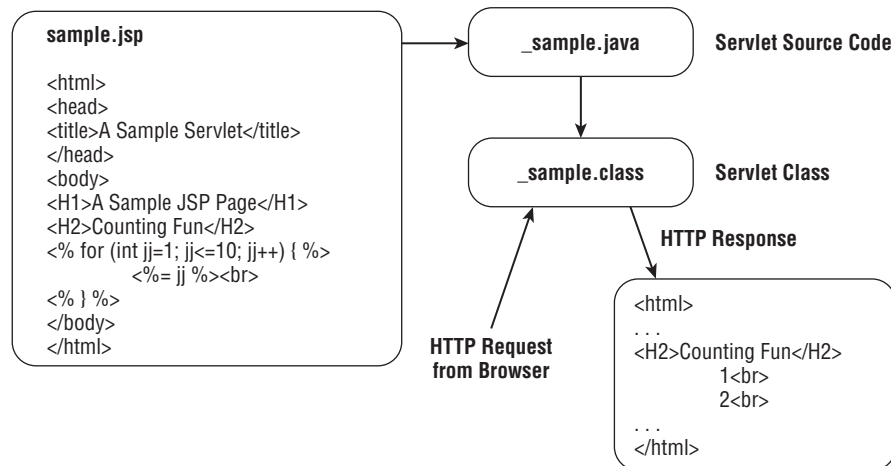 sample.jsp
<html>
<head>
<title>A Sample Servlet</title>
</head>
<body>
<H1>A Sample JSP Page</H1>
<H2>Counting Fun</H2>
<% for (int jj=1; jj<=10; jj++) { %>
<%= jj %><br>
<% } %>
</body>
</html>
_sample.java
Servlet Source Code
_sample.class
Servlet Class
HTTP Request
from Browser
HTTP Response
<html>
. . .
<H2>Counting Fun</H2>
1<br>
2<br>
. . .
</html>